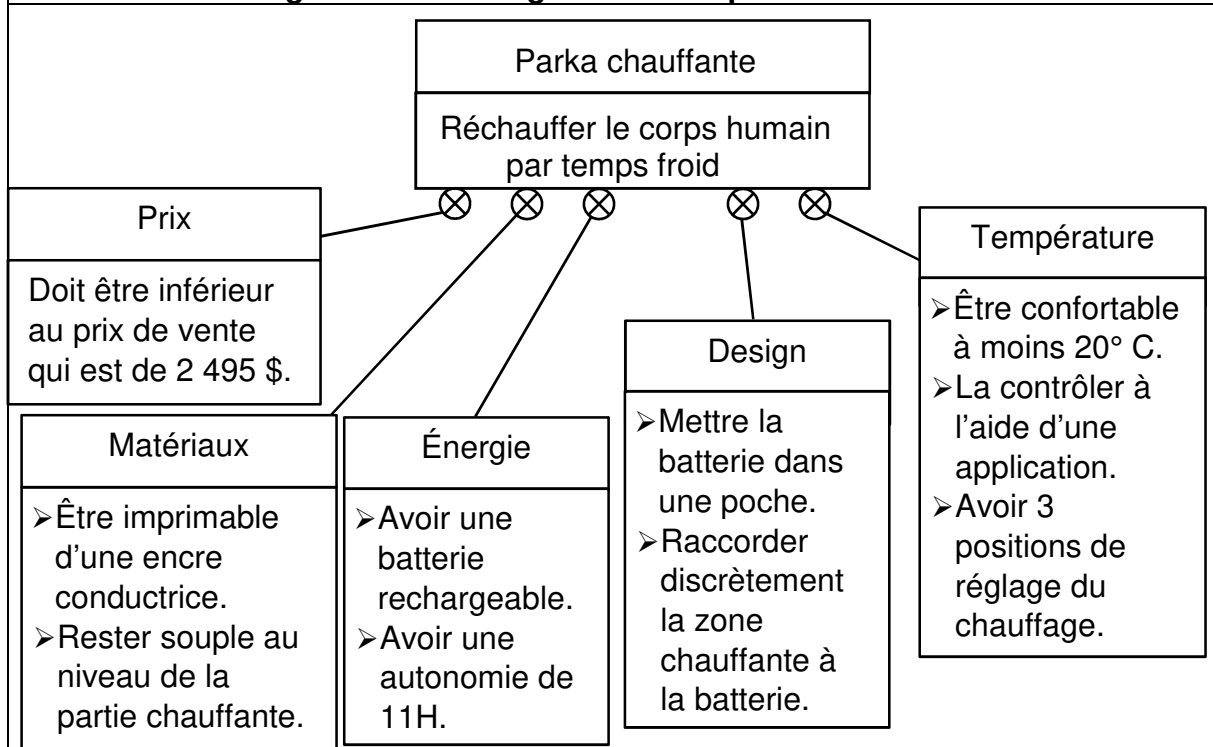 Parka chauffante
Réchauffer le corps humain
par temps froid
Prix
Doit être inférieur
au prix de vente
qui est de 2 495 $.
Matériaux
➢Être imprimable
d'une encre
conductrice.
➢Rester souple au
niveau de la
partie chauffante.
Énergie
➢Avoir une
batterie
rechargeable.
➢Avoir une
autonomie de
11H.
Design
➢Mettre la
batterie dans
une poche.
➢Raccorder
discrètement
la zone
chauffante à
la batterie.
Température
➢Être confortable
à moins 20° C.
➢La contrôler à
l'aide d'une
application.
➢Avoir 3
positions de
réglage du
chauffage.